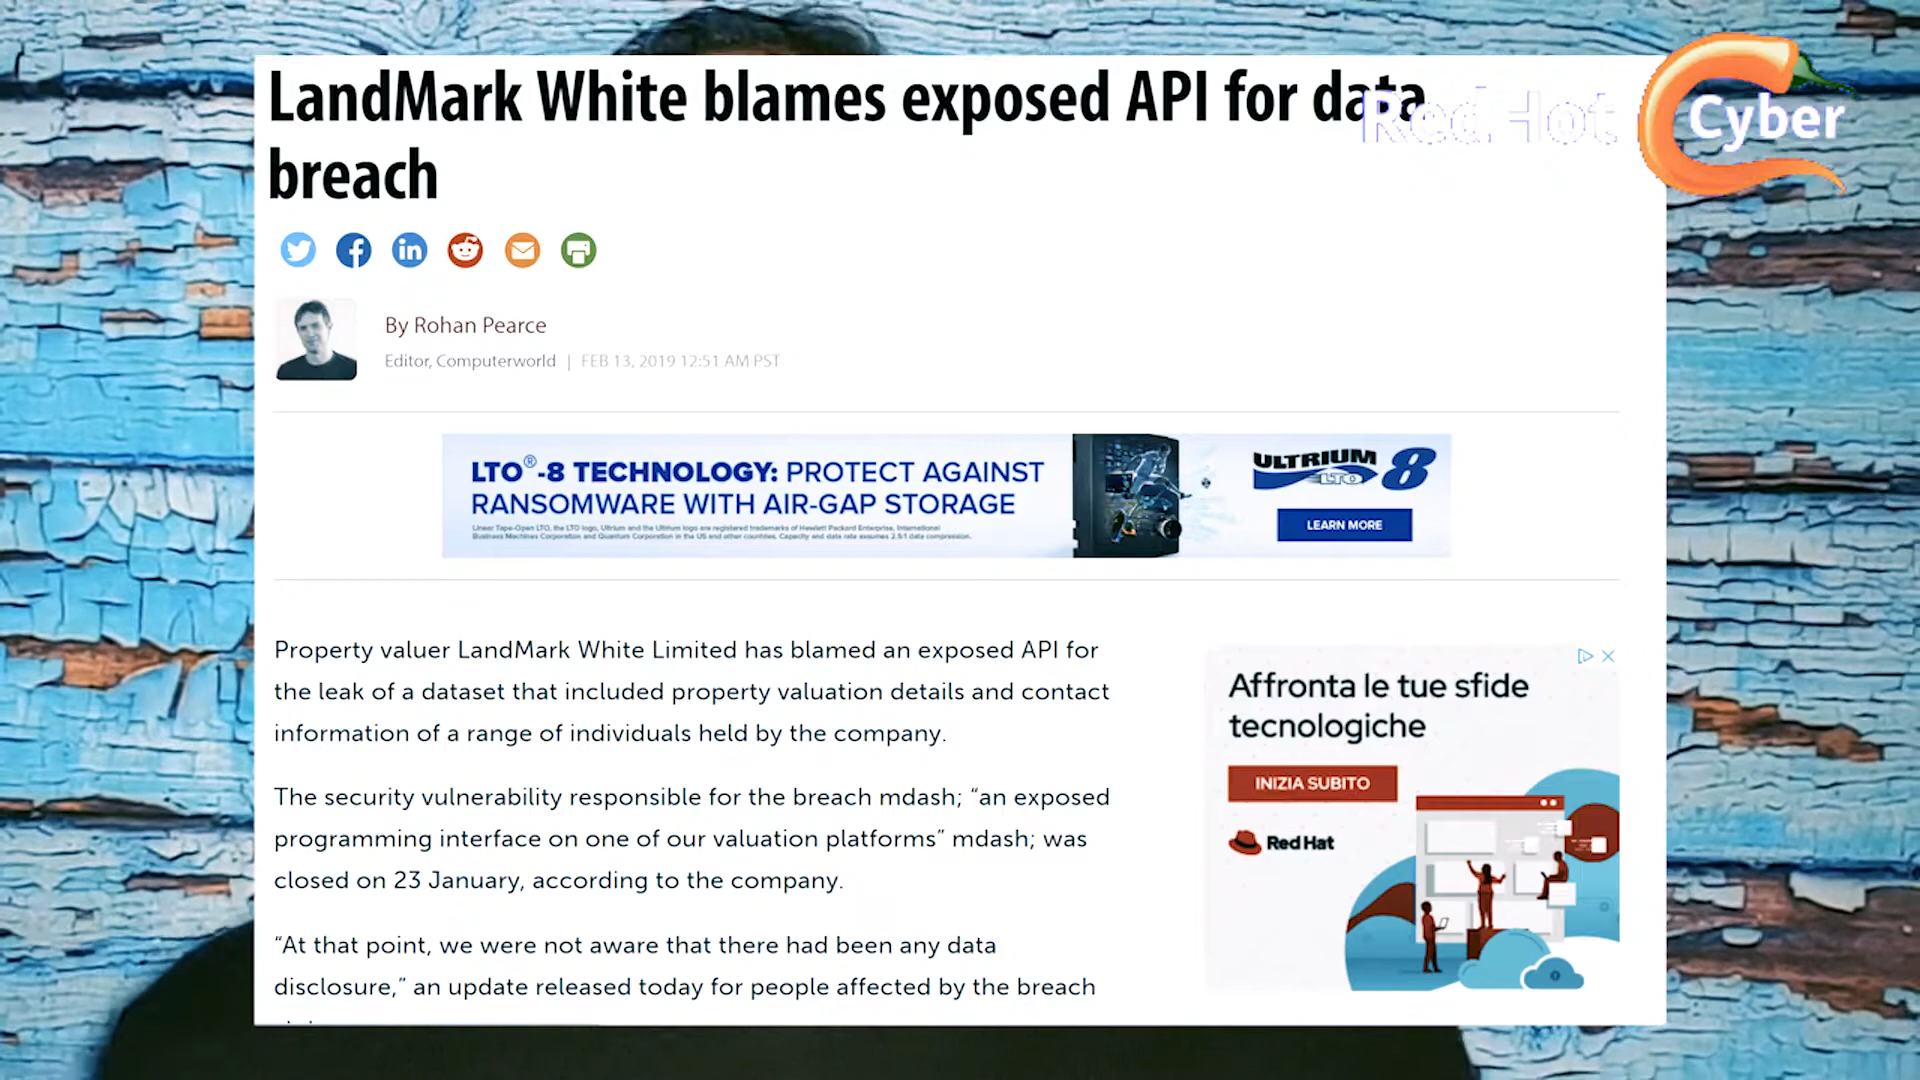 LandMark White blames exposed API for data
breach
Red Hot Cyber
By Rohan Pearce
Editor, Computerworld | FEB 13, 2019 12:51 AM PST
LTO®-8 TECHNOLOGY: PROTECT AGAINST
RANSOMWARE WITH AIR-GAP STORAGE
Linear Tape-Open LTO, the LTO logo, Ultrium and the Ultrium logo are registered trademarks of Hewlett Packard Enterprise, International
Business Machines Corporation and Quantum Corporation in the US and other countries. Capacity and data rate assumes 2.5:1 data compression.
ULTRIUM
LTO
8
LEARN MORE
Property valuer LandMark White Limited has blamed an exposed API for
the leak of a dataset that included property valuation details and contact
information of a range of individuals held by the company.
The security vulnerability responsible for the breach mdash; “an exposed
programming interface on one of our valuation platforms” mdash; was
closed on 23 January, according to the company.
“At that point, we were not aware that there had been any data
disclosure,” an update released today for people affected by the breach
Affronta le tue sfide
tecnologiche
INIZIA SUBITO
Red Hat